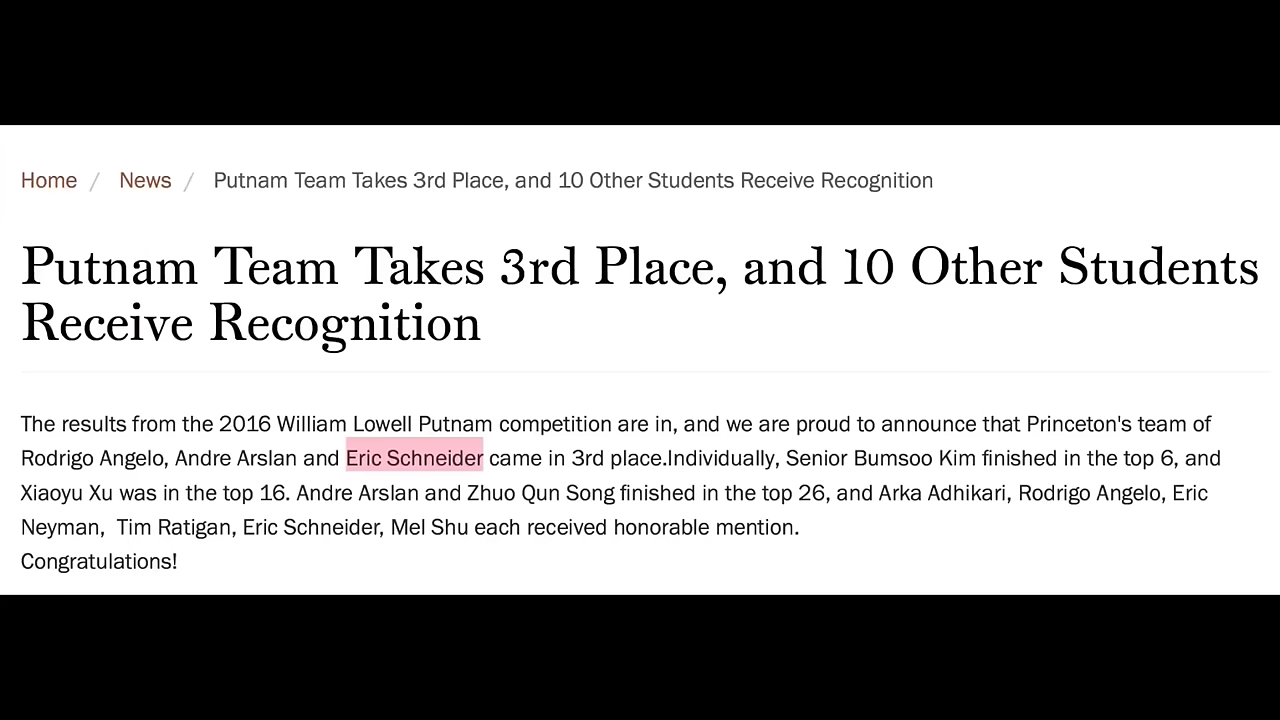 Home / News / Putnam Team Takes 3rd Place, and 10 Other Students Receive Recognition
Putnam Team Takes 3rd Place, and 10 Other Students
Receive Recognition
The results from the 2016 William Lowell Putnam competition are in, and we are proud to announce that Princeton's team of
Rodrigo Angelo, Andre Arslan and Eric Schneider came in 3rd place.Individually, Senior Bumsoo Kim finished in the top 6, and
Xiaoyu Xu was in the top 16. Andre Arslan and Zhuo Qun Song finished in the top 26, and Arka Adhikari, Rodrigo Angelo, Eric
Neyman,  Tim Ratigan, Eric Schneider, Mel Shu each received honorable mention.
Congratulations!